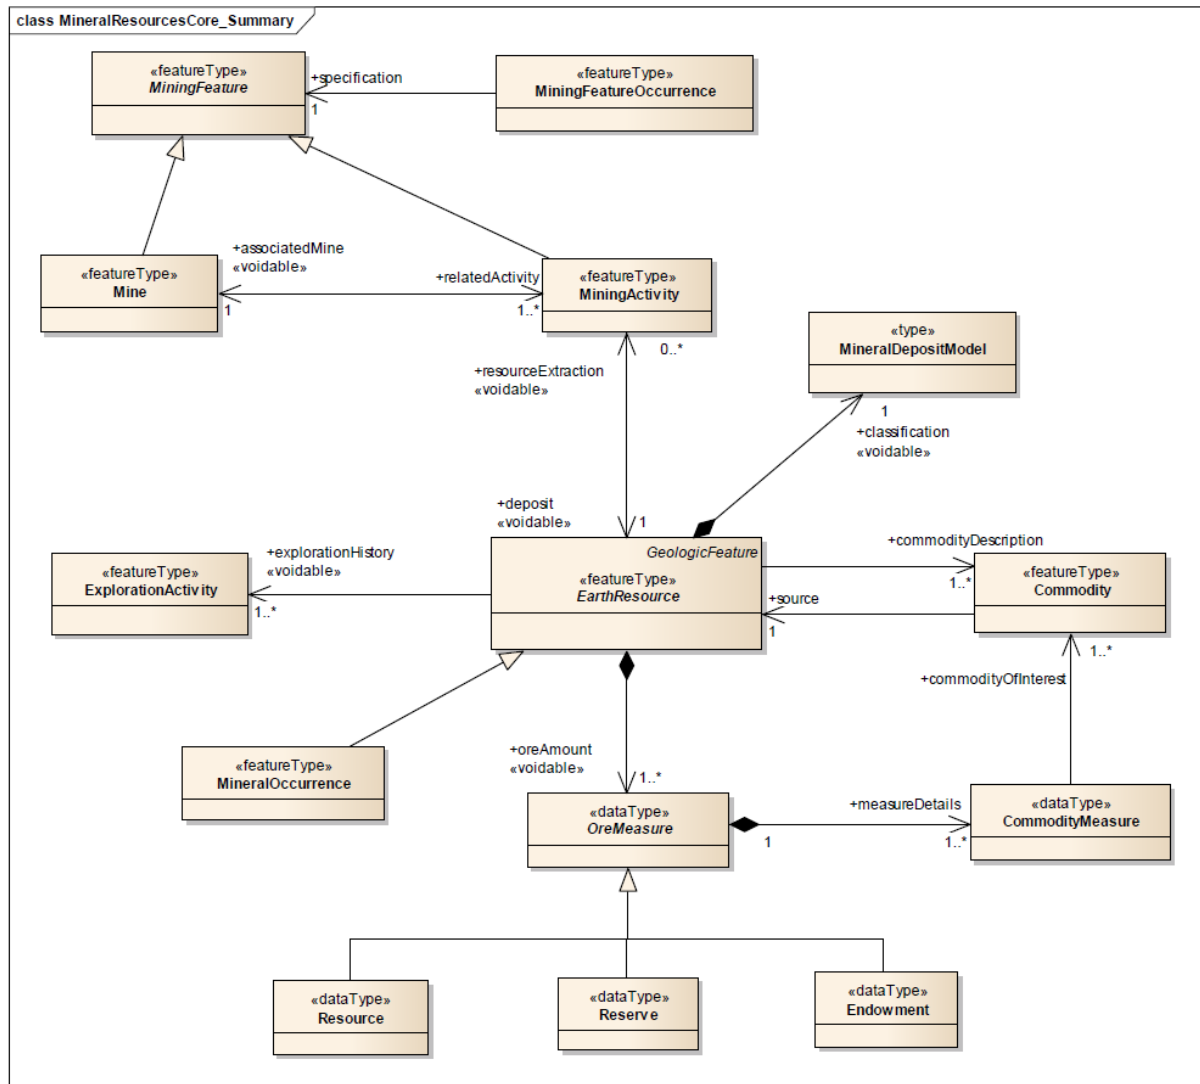 class MineralResourcesCore_Summary
«featureType»
MiningFeature
+specification
1
«featureType»
MiningFeatureOccurrence
+associatedMine
«voidable»
«featureType»
Mine
1
+relatedActivity
1..*
«featureType»
MiningActivity
0..*
+resourceExtraction
«voidable»
«type»
MineralDepositModel
1
+classification
«voidable»
+deposit
«voidable»
1
GeologicFeature
«featureType»
EarthResource
+explorationHistory
«voidable»
«featureType»
ExplorationActivity
1..*
+commodityDescription
1..*
«featureType»
Commodity
+source
1
1..*
+commodityOfInterest
«featureType»
MineralOccurrence
+oreAmount
«voidable»
1..*
«dataType»
OreMeasure
+measureDetails
1
1..*
«dataType»
CommodityMeasure
«dataType»
Resource
«dataType»
Reserve
«dataType»
Endowment